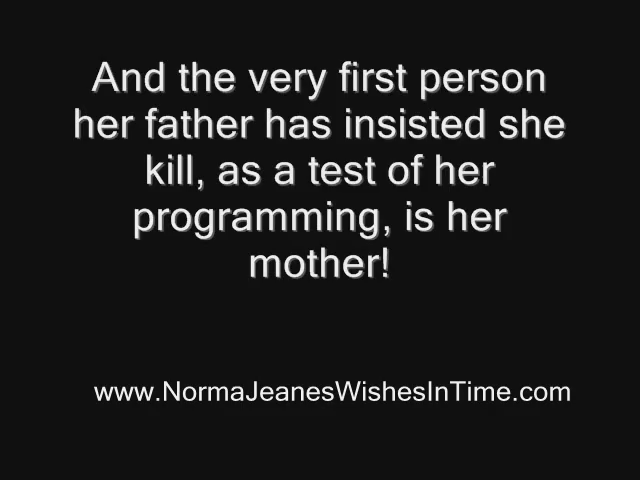 And the very first person
her father has insisted she
kill, as a test of her
programming, is her
mother!
www.NormaJeanesWishesInTime.com